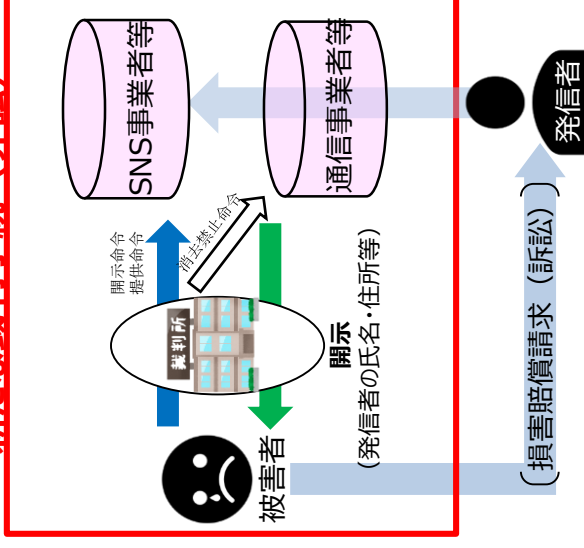 SNS事業者等
通信事業者等
開示命令
提供命令
消去禁止命令
裁判所
開示
(発信者の氏名・住所等)
被害者
発信者
(損害賠償請求(訴訟))